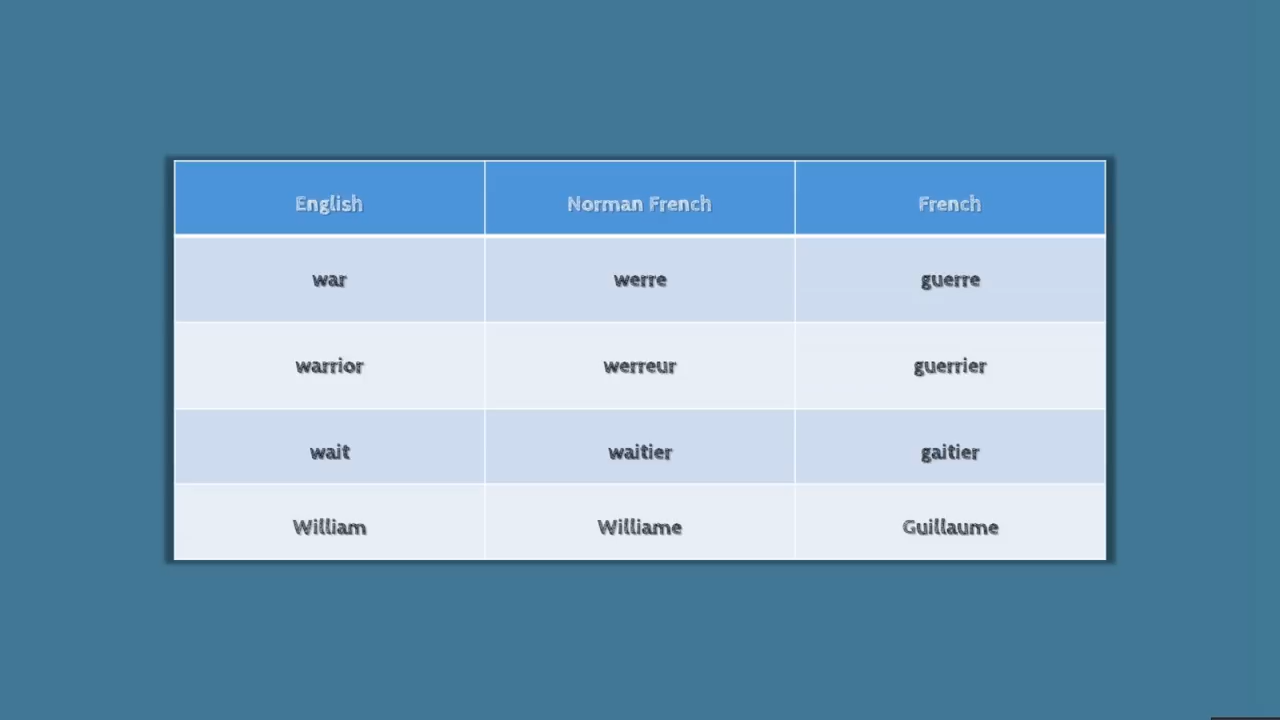 English Norman French French
war werre guerre
warrior werreur guerrier
wait waitier gaitier
William Williame Guillaume